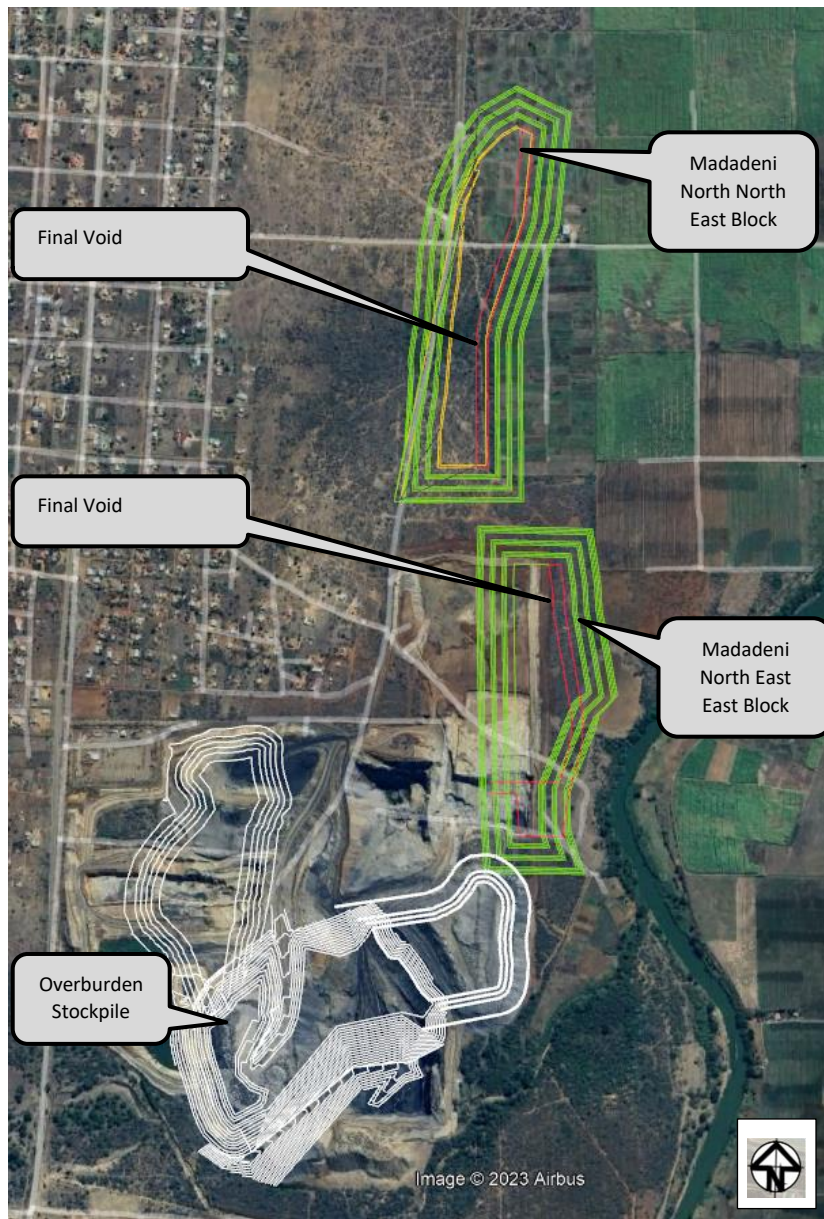 Madadeni
North North
East Block
Final Void
Final Void
Madadeni
North East
East Block
Overburden
Stockpile
Image © 2023 Airbus
N